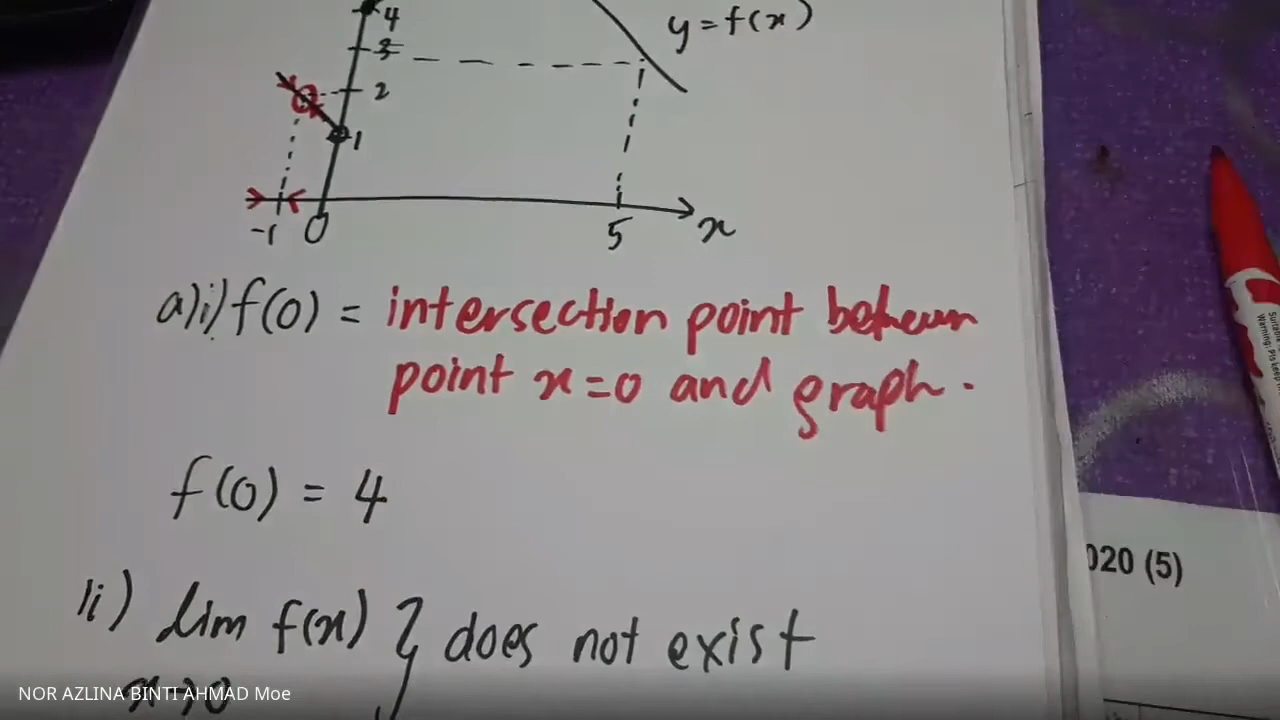 4
y = f(x)
3
2
1
-1 0 5 x
a)i) f(0) = intersection point between
point x=0 and graph.
f(0) = 4
ii) lim f(x) } does not exist
x→0
020 (5)
NOR AZLINA BINTI AHMAD Moe